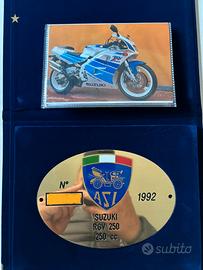 SUZUKI
N°
1992
ASI
SUZUKI
RGV 250
250 cc
subito